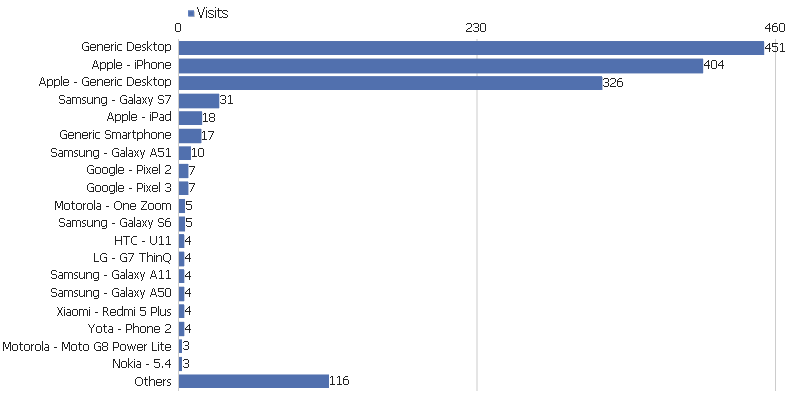 Visits
0 230 460
Generic Desktop 451
Apple - iPhone 404
Apple - Generic Desktop 326
Samsung - Galaxy S7 31
Apple - iPad 18
Generic Smartphone 17
Samsung - Galaxy A51 10
Google - Pixel 2 7
Google - Pixel 3 7
Motorola - One Zoom 5
Samsung - Galaxy S6 5
HTC - U11 4
LG - G7 ThinQ 4
Samsung - Galaxy A11 4
Samsung - Galaxy A50 4
Xiaomi - Redmi 5 Plus 4
Yota - Phone 2 4
Motorola - Moto G8 Power Lite 3
Nokia - 5.4 3
Others 116